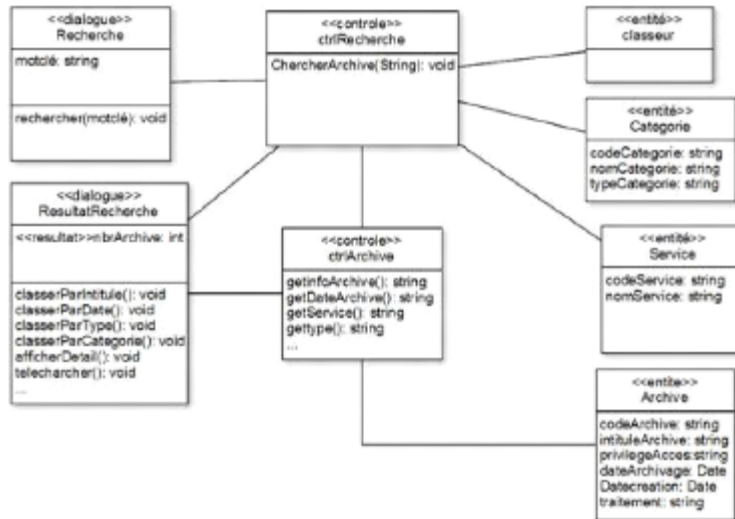 <<dialogue>>
Recherche
motclé: string
rechercher(motclé): void
<<controle>>
ctrlRecherche
ChercherArchive(String): void
<<entité>>
classeur
<<entité>>
Categorie
codeCategorie: string
nomCategorie: string
typeCategorie: string
<<dialogue>>
ResultatRecherche
<<resultat>>nbrArchive: int
classerParIntitule(): void
classerParDate(): void
classerParType(): void
classerParCategorie(): void
afficherDetail(): void
telecharcher(): void
...
<<controle>>
ctrlArchive
getinfoArchive(): string
getDateArchive(): string
getService(): string
gettype(): string
...
<<entité>>
Service
codeService: string
nomService: string
<<entite>>
Archive
codeArchive: string
intituleArchive: string
privilegeAcces:string
dateArchivage: Date
Datecreation: Date
traitement: string